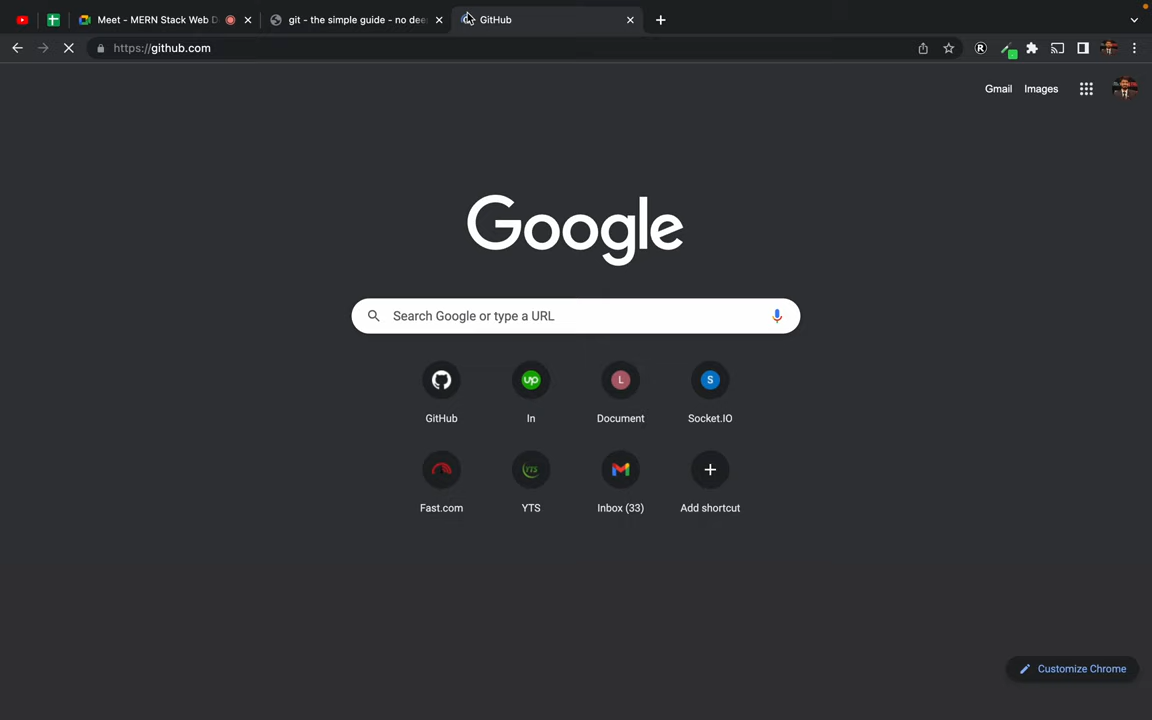 Meet - MERN Stack Web D
git - the simple guide - no dee
GitHub
https://github.com
Gmail
Images
Google
Search Google or type a URL
GitHub
In
Document
Socket.IO
Fast.com
YTS
Inbox (33)
Add shortcut
Customize Chrome